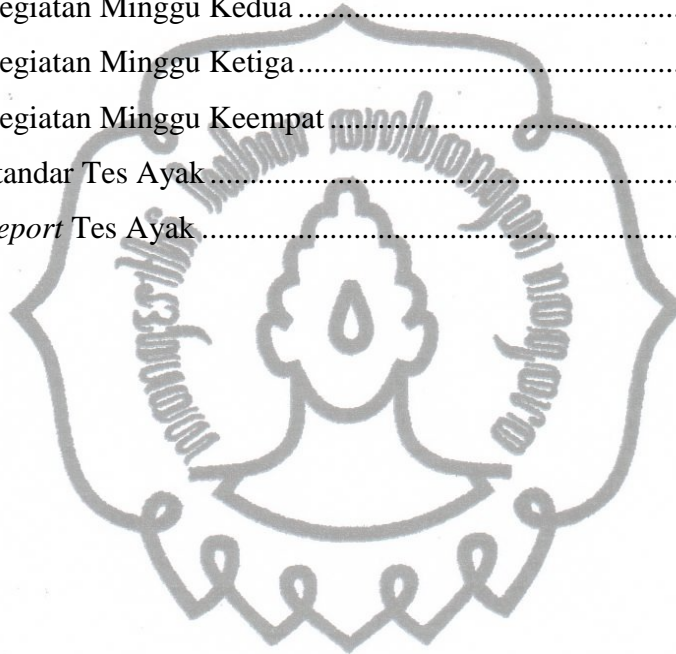 egiatan Minggu Kedua ................................................
egiatan Minggu Ketiga ................................................
egiatan Minggu Keempat ............................................
tandar Tes Ayak ...........................................................
eport Tes Ayak ............................................................